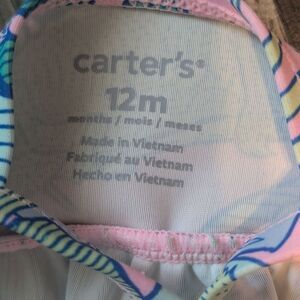 carter's®
12m
months / mois / meses
Made in Vietnam
Fabriqué au Vietnam
Hecho en Vietnam